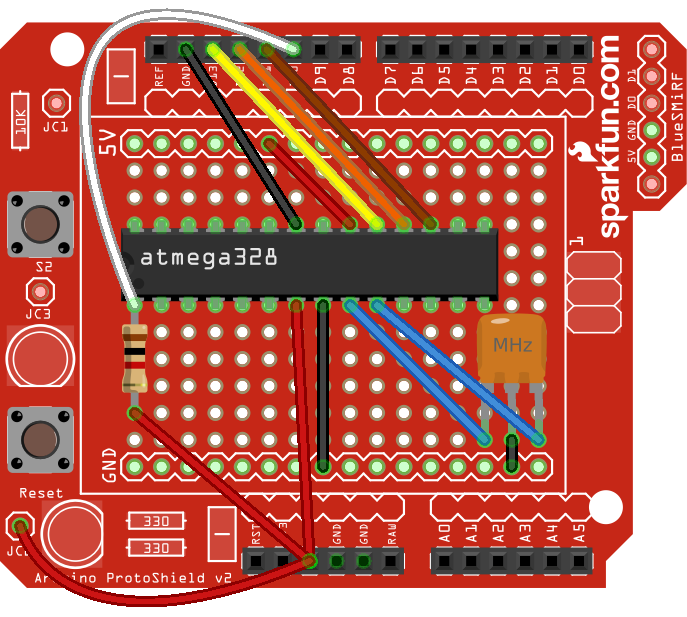 REF
GND
D9
D8
D7
D6
D5
D4
D3
D2
D1
D0
sparkfun.com
BlueSMiRF
D1
D0
GND
5V
10K
JC1
5V
atmega328
1
S2
JC3
MHz
GND
Reset
JC
330
330
RST
GND
GND
RAW
A0
A1
A2
A3
A4
A5
Arduino ProtoShield v2